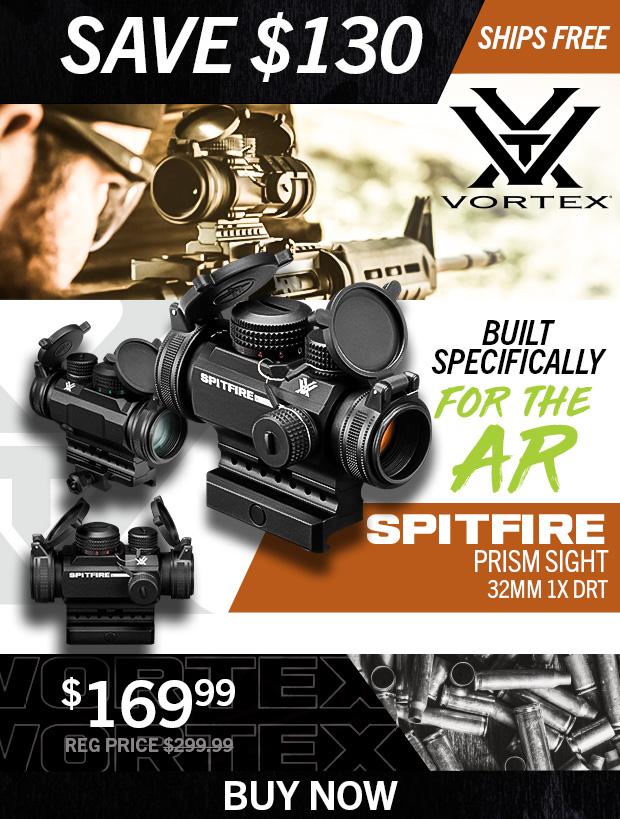 SAVE $130
SHIPS FREE
VORTEX
BUILT
SPECIFICALLY
FOR THE
AR
SPITFIRE
SPITFIRE
SPITFIRE
PRISM SIGHT
32MM 1X DRT
VORTEX
$169.99
REG PRICE $299.99
VORTEX
BUY NOW